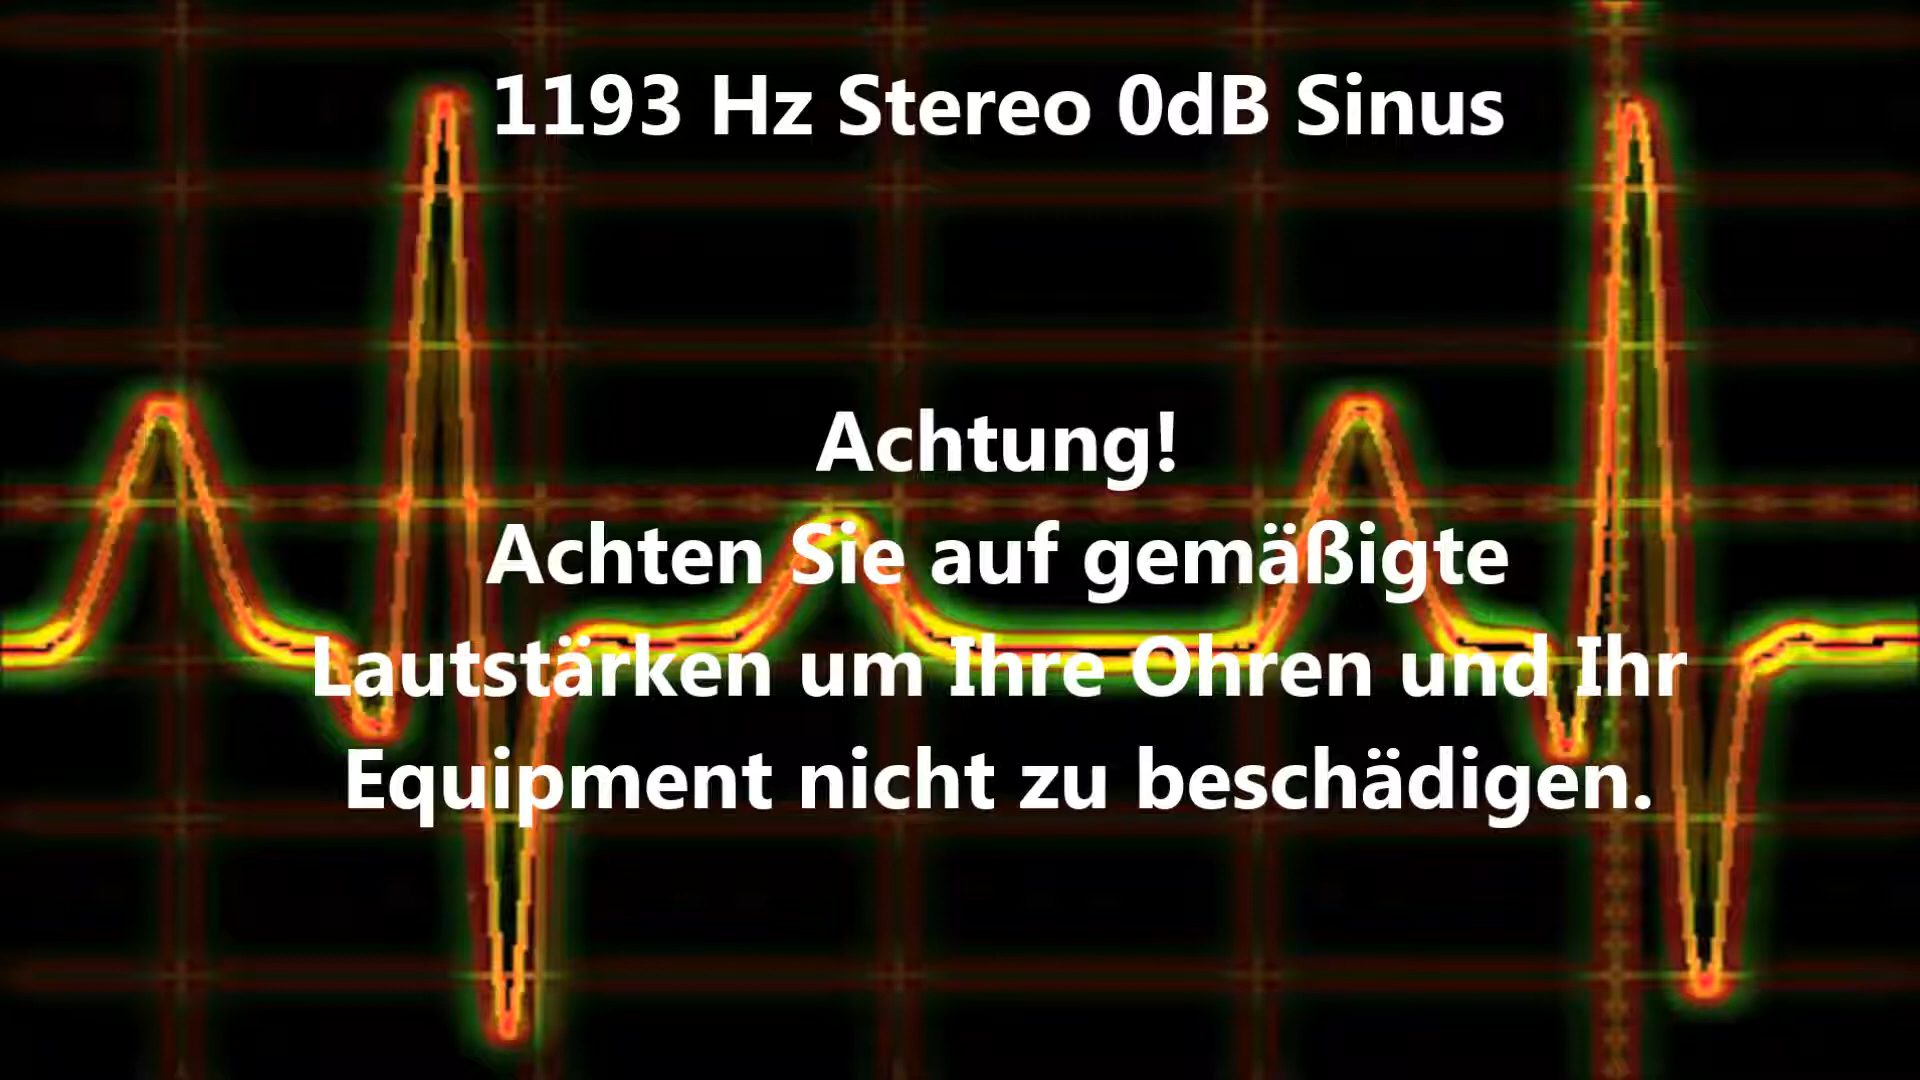 1193 Hz Stereo 0dB Sinus
Achtung!
Achten Sie auf gemäßigte
Lautstärken um Ihre Ohren und Ihr
Equipment nicht zu beschädigen.